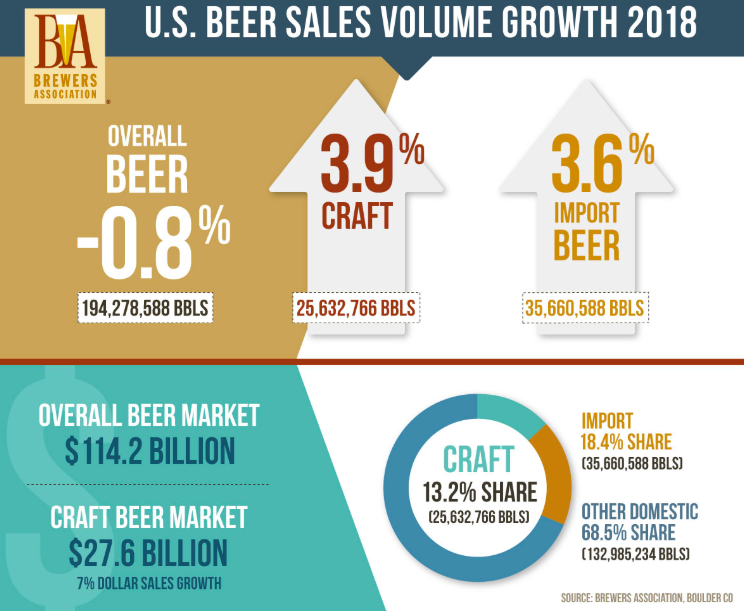 U.S. BEER SALES VOLUME GROWTH 2018
BA
BREWERS
ASSOCIATION
®
OVERALL
BEER
-0.8%
194,278,588 BBLS
3.9%
CRAFT
25,632,766 BBLS
3.6%
IMPORT
BEER
35,660,588 BBLS
$
OVERALL BEER MARKET
$114.2 BILLION
CRAFT BEER MARKET
$27.6 BILLION
7% DOLLAR SALES GROWTH
CRAFT
13.2% SHARE
(25,632,766 BBLS)
IMPORT
18.4% SHARE
(35,660,588 BBLS)
OTHER DOMESTIC
68.5% SHARE
(132,985,234 BBLS)
SOURCE: BREWERS ASSOCIATION, BOULDER CO